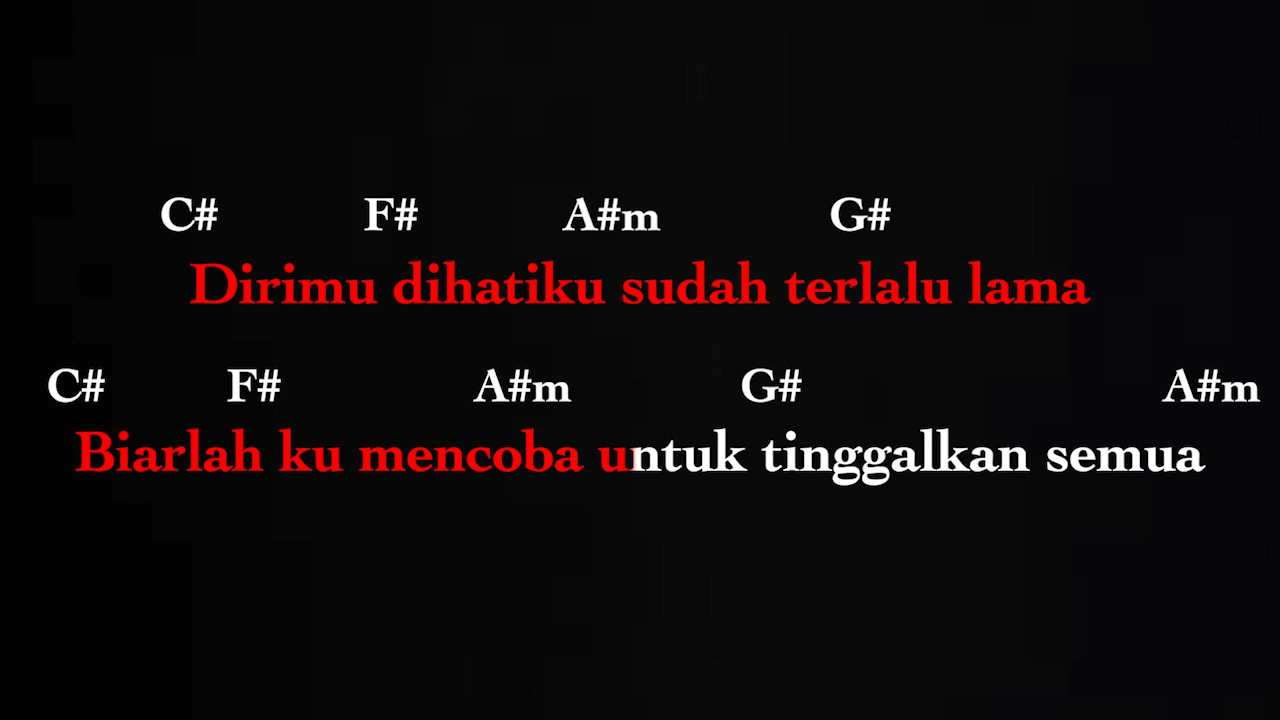 C# F# A#m G#
Dirimu dihatiku sudah terlalu lama
C# F# A#m G# A#m
Biarlah ku mencoba untuk tinggalkan semua